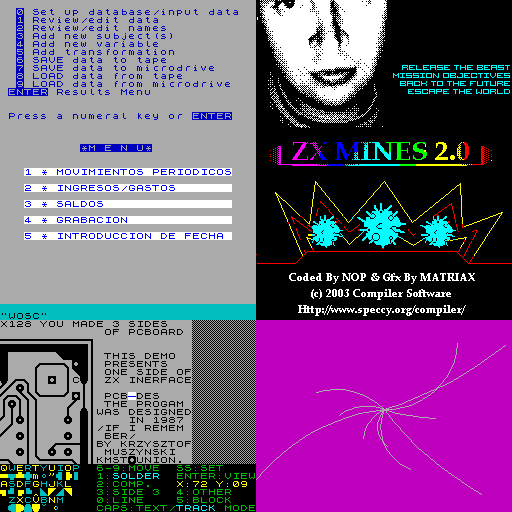 0 Set up database/input data
1 Review/edit data
2 Review/edit names
3 Add new subject(s)
4 Add new variable
5 Add transformation
6 SAVE data to tape
7 SAVE data to microdrive
8 LOAD data from tape
9 LOAD data from microdrive
ENTER Results Menu
Press a numeral key or ENTER
*M E N U*
1 * MOVIMIENTOS PERIODICOS
2 * INGRESOS/GASTOS
3 * SALDOS
4 * GRABACION
5 * INTRODUCCION DE FECHA
RELEASE THE BEAST
MISSION OBJECTIVES
BACK TO THE FUTURE
ESCAPE THE WORLD
ZX MINES 2.0
Coded By NOP & Gfx By MATRIAX
(c) 2003 Compiler Software
Http://www.speccy.org/compiler/
"WOSC"
X128 YOU MADE 3 SIDES
OF PCBOARD
THIS DEMO
PRESENTS
ONE SIDE OF
ZX INERFACE
PCB-DES
THE PROGAM
WAS DESIGNED
IN 1987
/IF I REMEM
BER/
BY KRZYSZTOF
MUSZYNSKI
KMSTOUNION.
QWERTYUIOP
ASDFGHJKL
ZXCVBNM
6-9:MOVE SS:SET
1:SOLDER ENTER:VIEW
2:COMP. X:72 Y:09
3:SIDE 3 4:OTHER
0:LINE 5:BLOCK
CAPS:TEXT/TRACK MODE